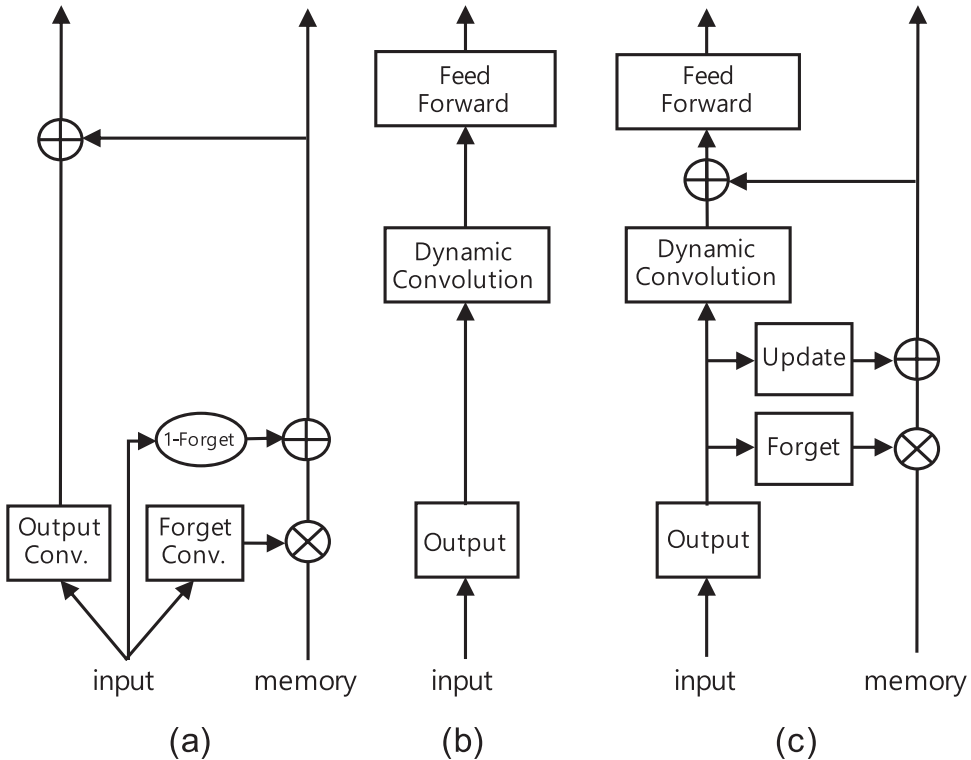 Output
Conv.
Forget
Conv.
1-Forget
input
memory
(a)
Feed
Forward
Dynamic
Convolution
Output
input
(b)
Feed
Forward
Dynamic
Convolution
Update
Forget
Output
input
memory
(c)